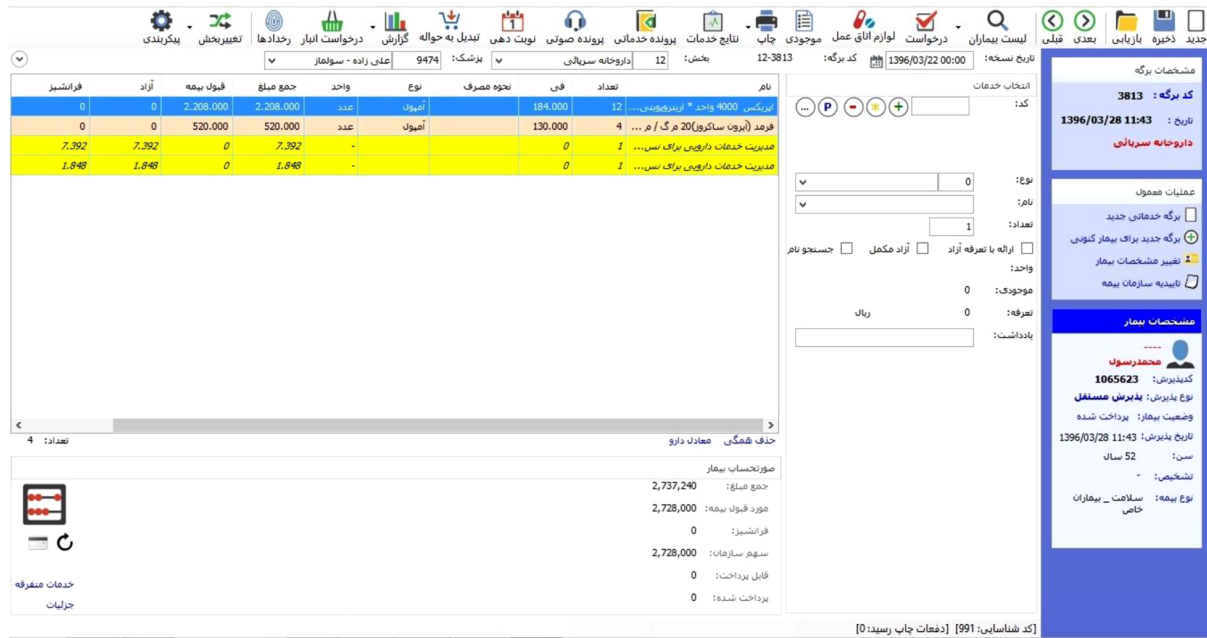 جدید ذخیره بازیابی بعدی قبلی لیست بیماران درخواست لوازم اتاق عمل موجودی چاپ نتایج خدمات پرونده خدماتی پرونده صوتی نوبت دهی تبدیل به حواله گزارش درخواست انبار رخدادها تغییربخش پیکربندی
تاریخ نسخه: 1396/03/22 00:00 کد برگه: 12-3813 بخش: 12 داروخانه سرپائی پزشک: 9474 علی زاده - سولماز
مشخصات برگه
کد برگه : 3813
تاریخ : 1396/03/28 11:43
داروخانه سرپائی
عملیات معمول
برگه خدماتی جدید
برگه جدید برای بیمار کنونی
تغییر مشخصات بیمار
تاییدیه سازمان بیمه
مشخصات بیمار
----
محمدرسول
کدپذیرش: 1065623
نوع پذیرش: پذیرش مستقل
وضعیت بیمار: پرداخت شده
تاریخ پذیرش: 1396/03/28 11:43
سن: 52 سال
تشخیص: -
نوع بیمه: سلامت _ بیماران
خاص
انتخاب خدمات
کد:
... P - * +
نوع: 0
نام:
تعداد: 1
ارائه با تعرفه آزاد آزاد مکمل جستجو نام
واحد:
موجودی: 0
تعرفه: 0 ریال
یادداشت:
نام تعداد فی نحوه مصرف نوع واحد جمع مبلغ قبول بیمه آزاد فرانشیز
اپریکس 4000 واحد * اریتروپویتی... 12 184.000 آمپول عدد 2.208.000 2.208.000 0 0
فرمد (آیرون ساکروز)20 م گ / م ... 4 130.000 آمپول عدد 520.000 520.000 0 0
مدیریت خدمات دارویی برای نس... 1 0 - 7.392 0 7.392 7.392
مدیریت خدمات دارویی برای نس... 1 0 - 1.848 0 1.848 1.848
حذف همگی معادل دارو
تعداد: 4
صورتحساب بیمار
جمع مبلغ: 2,737,240
مورد قبول بیمه: 2,728,000
فرانشیز: 0
سهم سازمان: 2,728,000
قابل پرداخت: 0
پرداخت شده: 0
خدمات متفرقه
جزئیات
[کد شناسایی: 991] [دفعات چاپ رسید: 0]